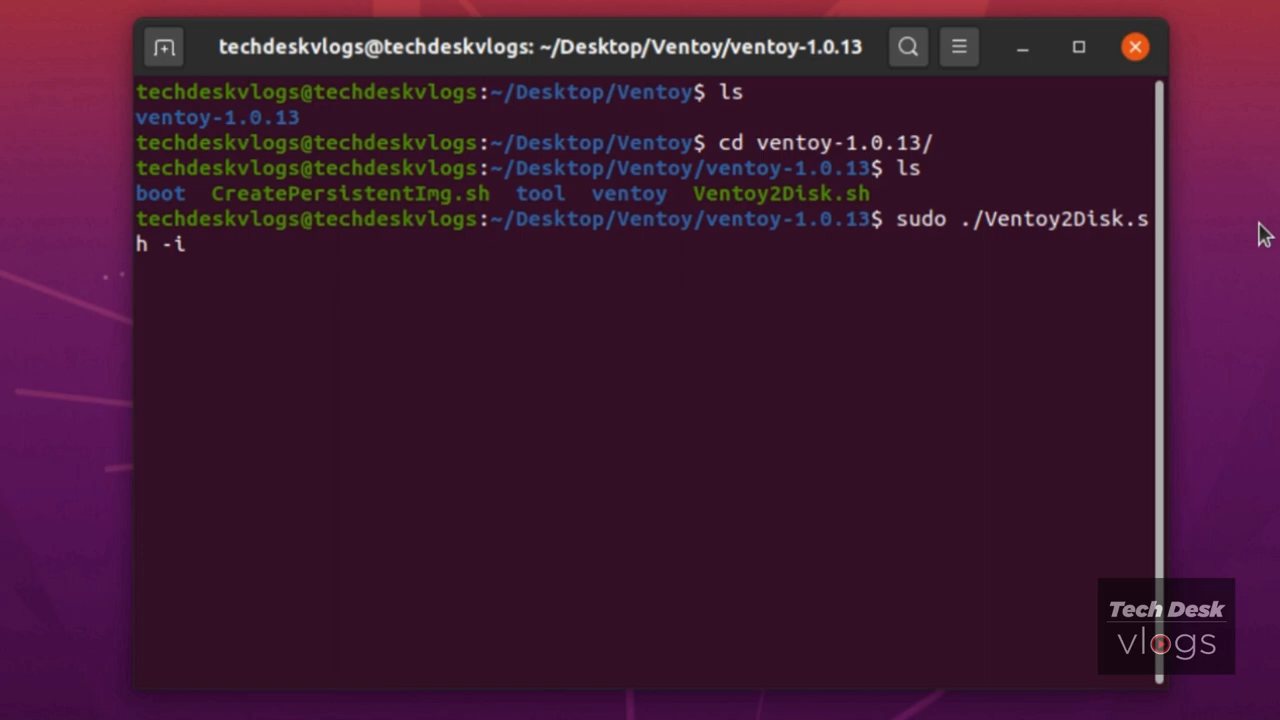 techdeskvlogs@techdeskvlogs: ~/Desktop/Ventoy/ventoy-1.0.13
techdeskvlogs@techdeskvlogs:~/Desktop/Ventoy$ ls
ventoy-1.0.13
techdeskvlogs@techdeskvlogs:~/Desktop/Ventoy$ cd ventoy-1.0.13/
techdeskvlogs@techdeskvlogs:~/Desktop/Ventoy/ventoy-1.0.13$ ls
boot  CreatePersistentImg.sh  tool  ventoy  Ventoy2Disk.sh
techdeskvlogs@techdeskvlogs:~/Desktop/Ventoy/ventoy-1.0.13$ sudo ./Ventoy2Disk.s
h -i
Tech Desk
vlogs